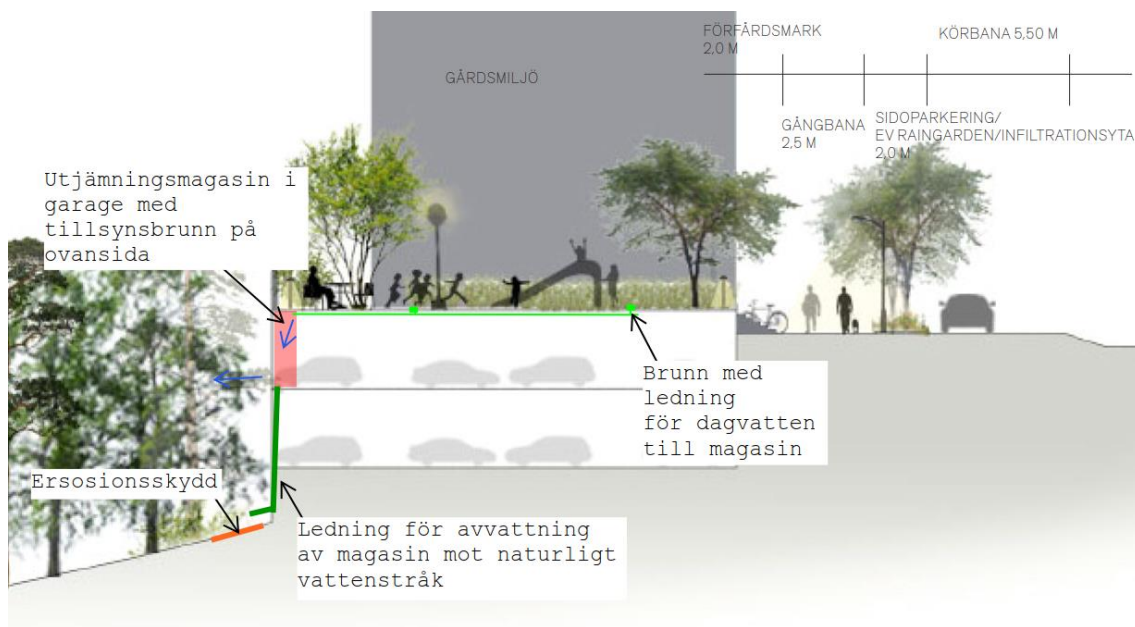 FÖRFÅRDSMARK
2,0 M
KÖRBANA 5,50 M
GÅRDSMILJÖ
GÅNGBANA
2,5 M
SIDOPARKERING/
EV RAINGARDEN/INFILTRATIONSYTA
2,0 M
Utjämningsmagasin i
garage med
tillsynsbrunn på
ovansida
Brunn med
ledning
för dagvatten
till magasin
Ersosionsskydd
Ledning för avvattning
av magasin mot naturligt
vattenstråk